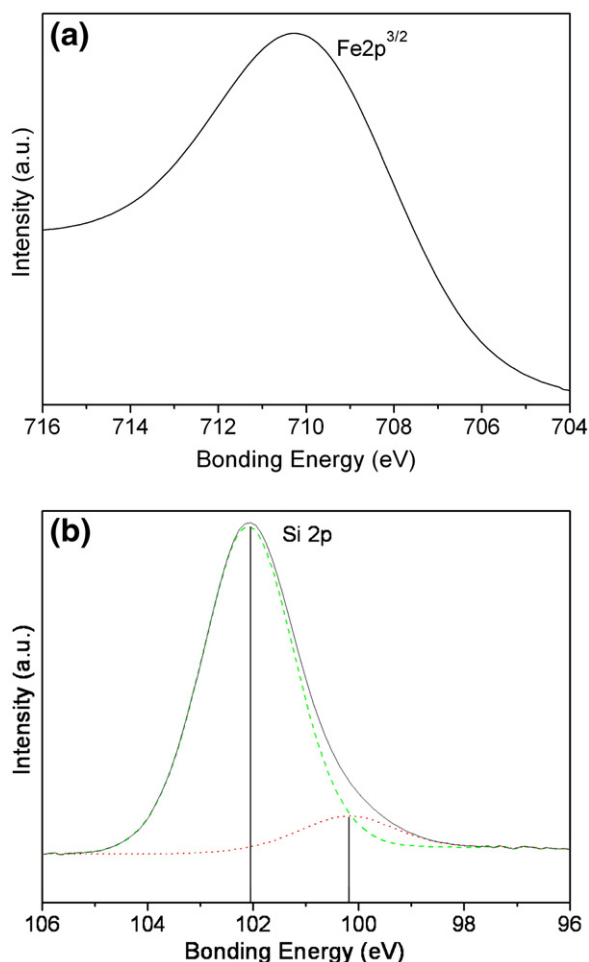 (a)
Fe2p3/2
Intensity (a.u.)
716 714 712 710 708 706 704
Bonding Energy (eV)
(b)
Si 2p
Intensity (a.u.)
106 104 102 100 98 96
Bonding Energy (eV)